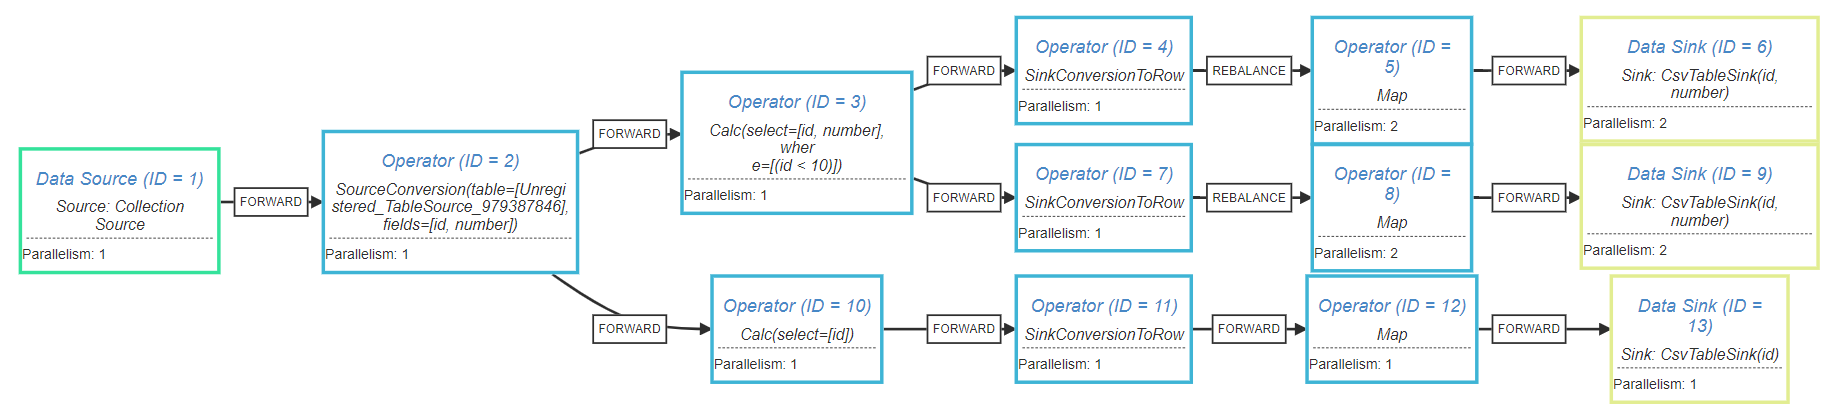 Data Source (ID = 1)
Source: Collection
Source
Parallelism: 1
FORWARD
Operator (ID = 2)
SourceConversion(table=[Unregi
stered_TableSource_979387846],
fields=[id, number])
Parallelism: 1
FORWARD
Operator (ID = 3)
Calc(select=[id, number],
wher
e=[(id < 10)])
Parallelism: 1
FORWARD
Operator (ID = 4)
SinkConversionToRow
Parallelism: 1
REBALANCE
Operator (ID =
5)
Map
Parallelism: 2
FORWARD
Data Sink (ID = 6)
Sink: CsvTableSink(id,
number)
Parallelism: 2
FORWARD
Operator (ID = 7)
SinkConversionToRow
Parallelism: 1
REBALANCE
Operator (ID =
8)
Map
Parallelism: 2
FORWARD
Data Sink (ID = 9)
Sink: CsvTableSink(id,
number)
Parallelism: 2
FORWARD
Operator (ID = 10)
Calc(select=[id])
Parallelism: 1
FORWARD
Operator (ID = 11)
SinkConversionToRow
Parallelism: 1
FORWARD
Operator (ID = 12)
Map
Parallelism: 1
FORWARD
Data Sink (ID =
13)
Sink: CsvTableSink(id)
Parallelism: 1